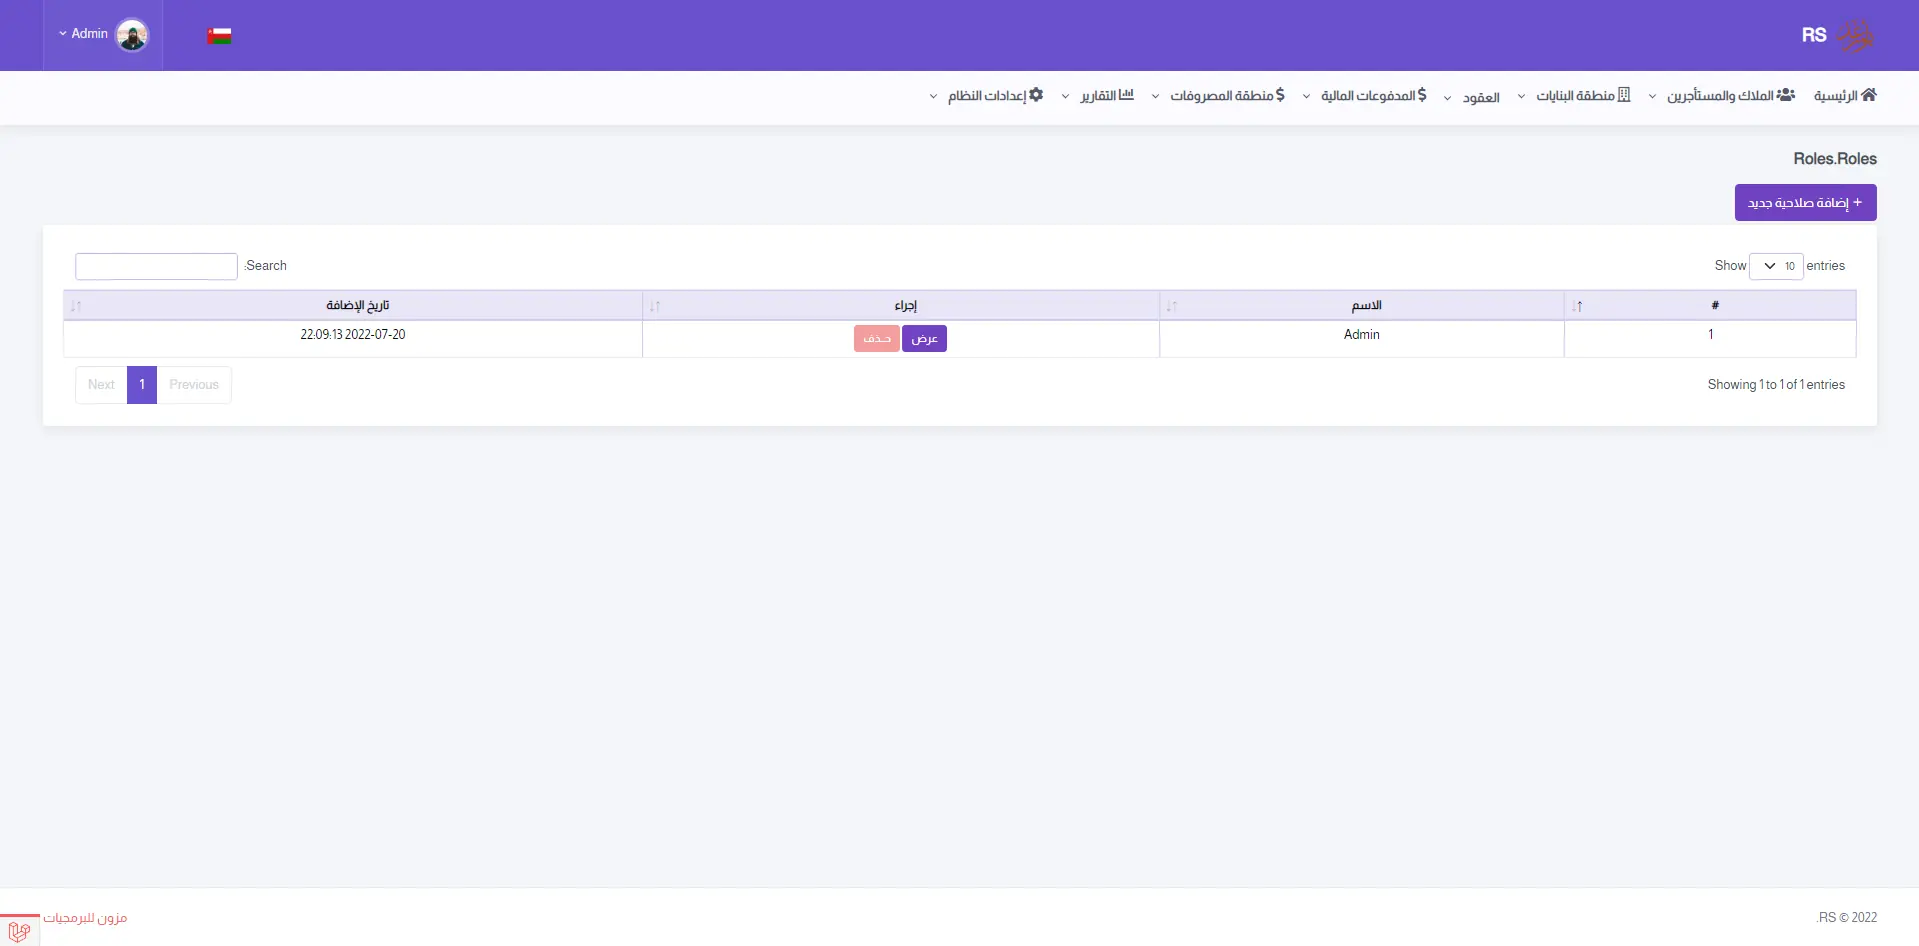 RS
Admin
الرئيسية
الملاك والمستأجرين
منطقة البنايات
العقود
المدفوعات المالية
منطقة المصروفات
التقارير
إعدادات النظام
Roles.Roles
+ إضافة صلاحية جديد
Show 10 entries
Search:
# الاسم إجراء تاريخ الإضافة
1 Admin عرض حذف 2022-07-20 22:09:13
Showing 1 to 1 of 1 entries
Previous 1 Next
2022 © RS.
مزون للبرمجيات